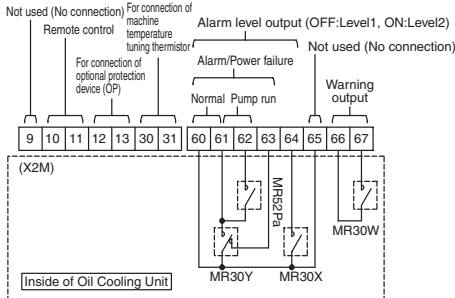 Not used (No connection)
Remote control
For connection of
optional protection
device (OP)
For connection of
machine
temperature
tuning thermistor
Alarm level output (OFF:Level1, ON:Level2)
Alarm/Power failure
Normal Pump run
Not used (No connection)
Warning
output
9 10 11 12 13 30 31 60 61 62 63 64 65 66 67
(X2M)
MR52Pa
MR30W
MR30Y MR30X
Inside of Oil Cooling Unit